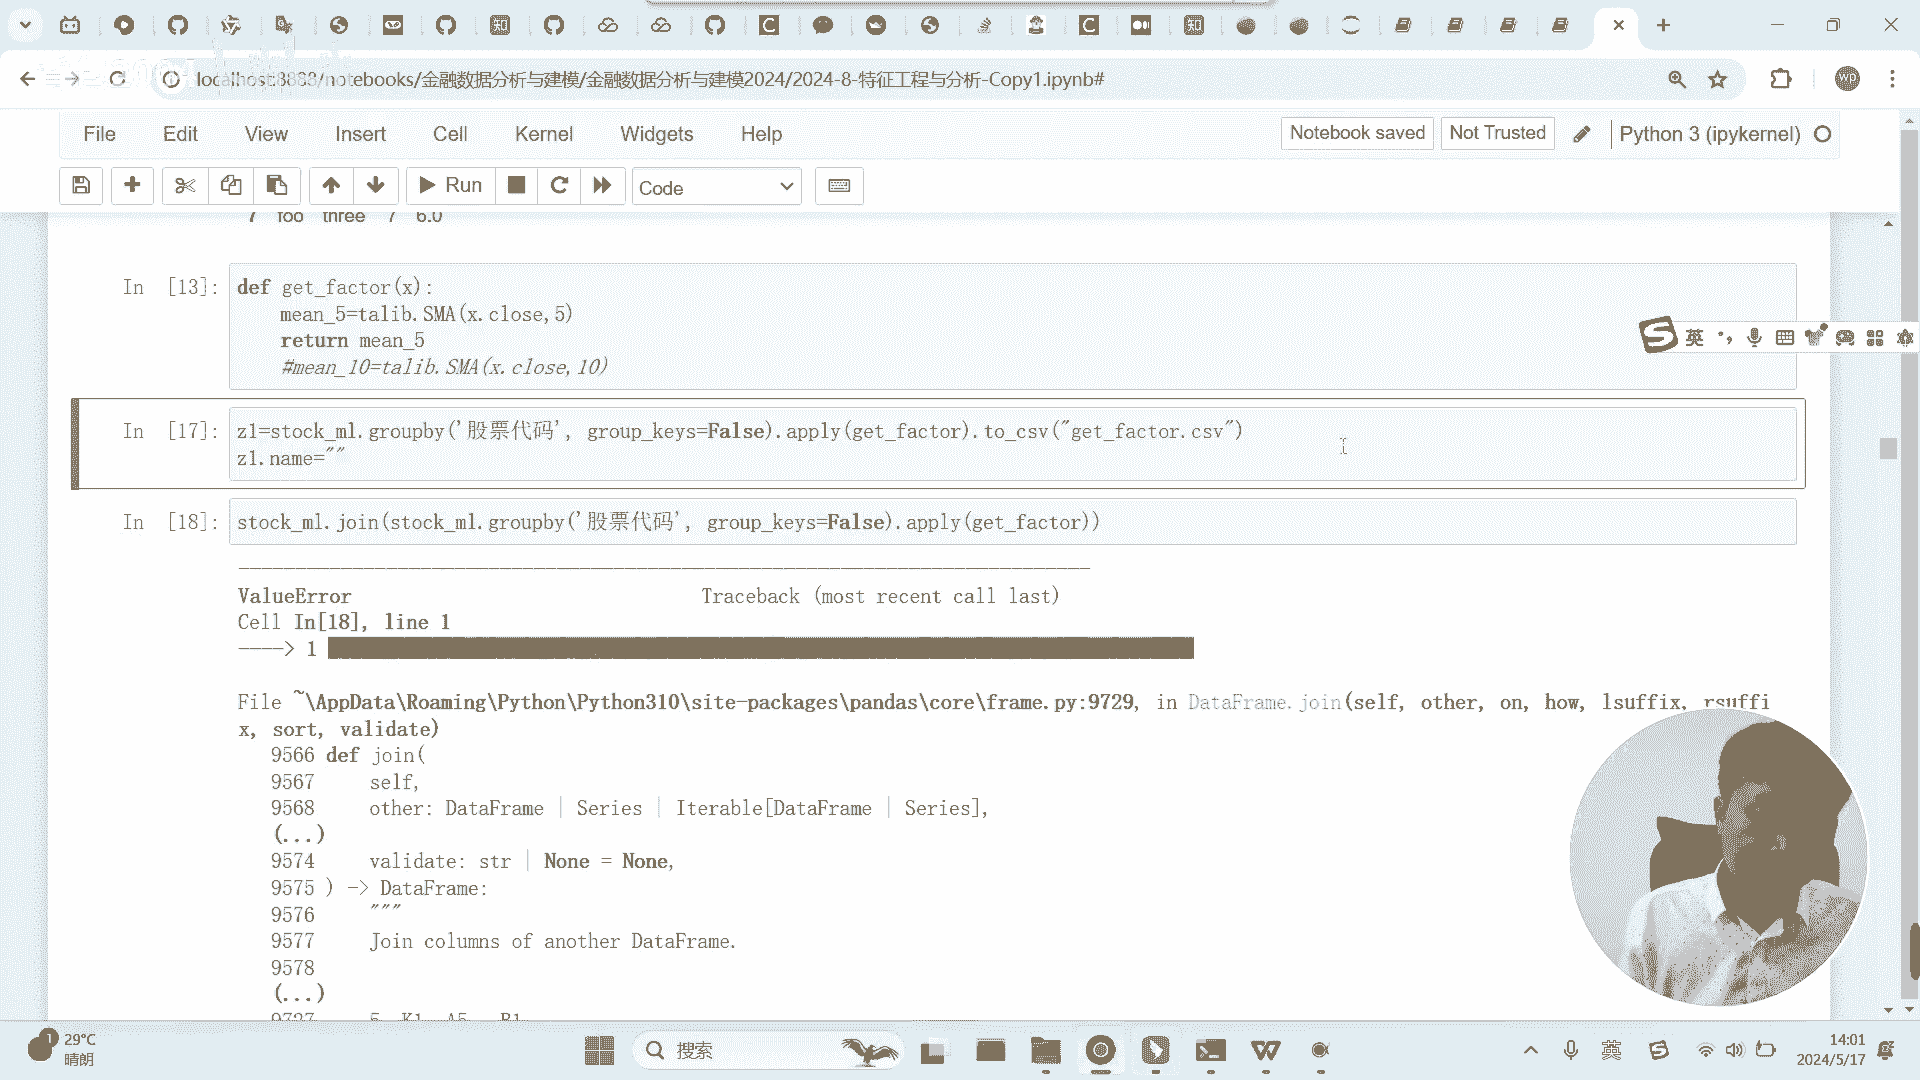 localhost:8888/notebooks/金融数据分析与建模/金融数据分析与建模2024/2024-8-特征工程与分析-Copy1.ipynb#
wp
File Edit View Insert Cell Kernel Widgets Help
Notebook saved Not Trusted Python 3 (ipykernel)
Run Code
7 foo three 7 6.0
In [13]: def get_factor(x):
mean_5=talib.SMA(x.close,5)
return mean_5
#mean_10=talib.SMA(x.close,10)
英
In [17]: z1=stock_ml.groupby('股票代码', group_keys=False).apply(get_factor).to_csv("get_factor.csv")
z1.name=""
In [18]: stock_ml.join(stock_ml.groupby('股票代码', group_keys=False).apply(get_factor))
ValueError Traceback (most recent call last)
Cell In[18], line 1
----> 1
File ~\AppData\Roaming\Python\Python310\site-packages\pandas\core\frame.py:9729, in DataFrame.join(self, other, on, how, lsuffix, rsuffi
x, sort, validate)
9566 def join(
9567 self,
9568 other: DataFrame | Series | Iterable[DataFrame | Series],
(...)
9574 validate: str | None = None,
9575 ) -> DataFrame:
9576 """
9577 Join columns of another DataFrame.
9578
(...)
29°C
晴朗
1
搜索
英
14:01
2024/5/17